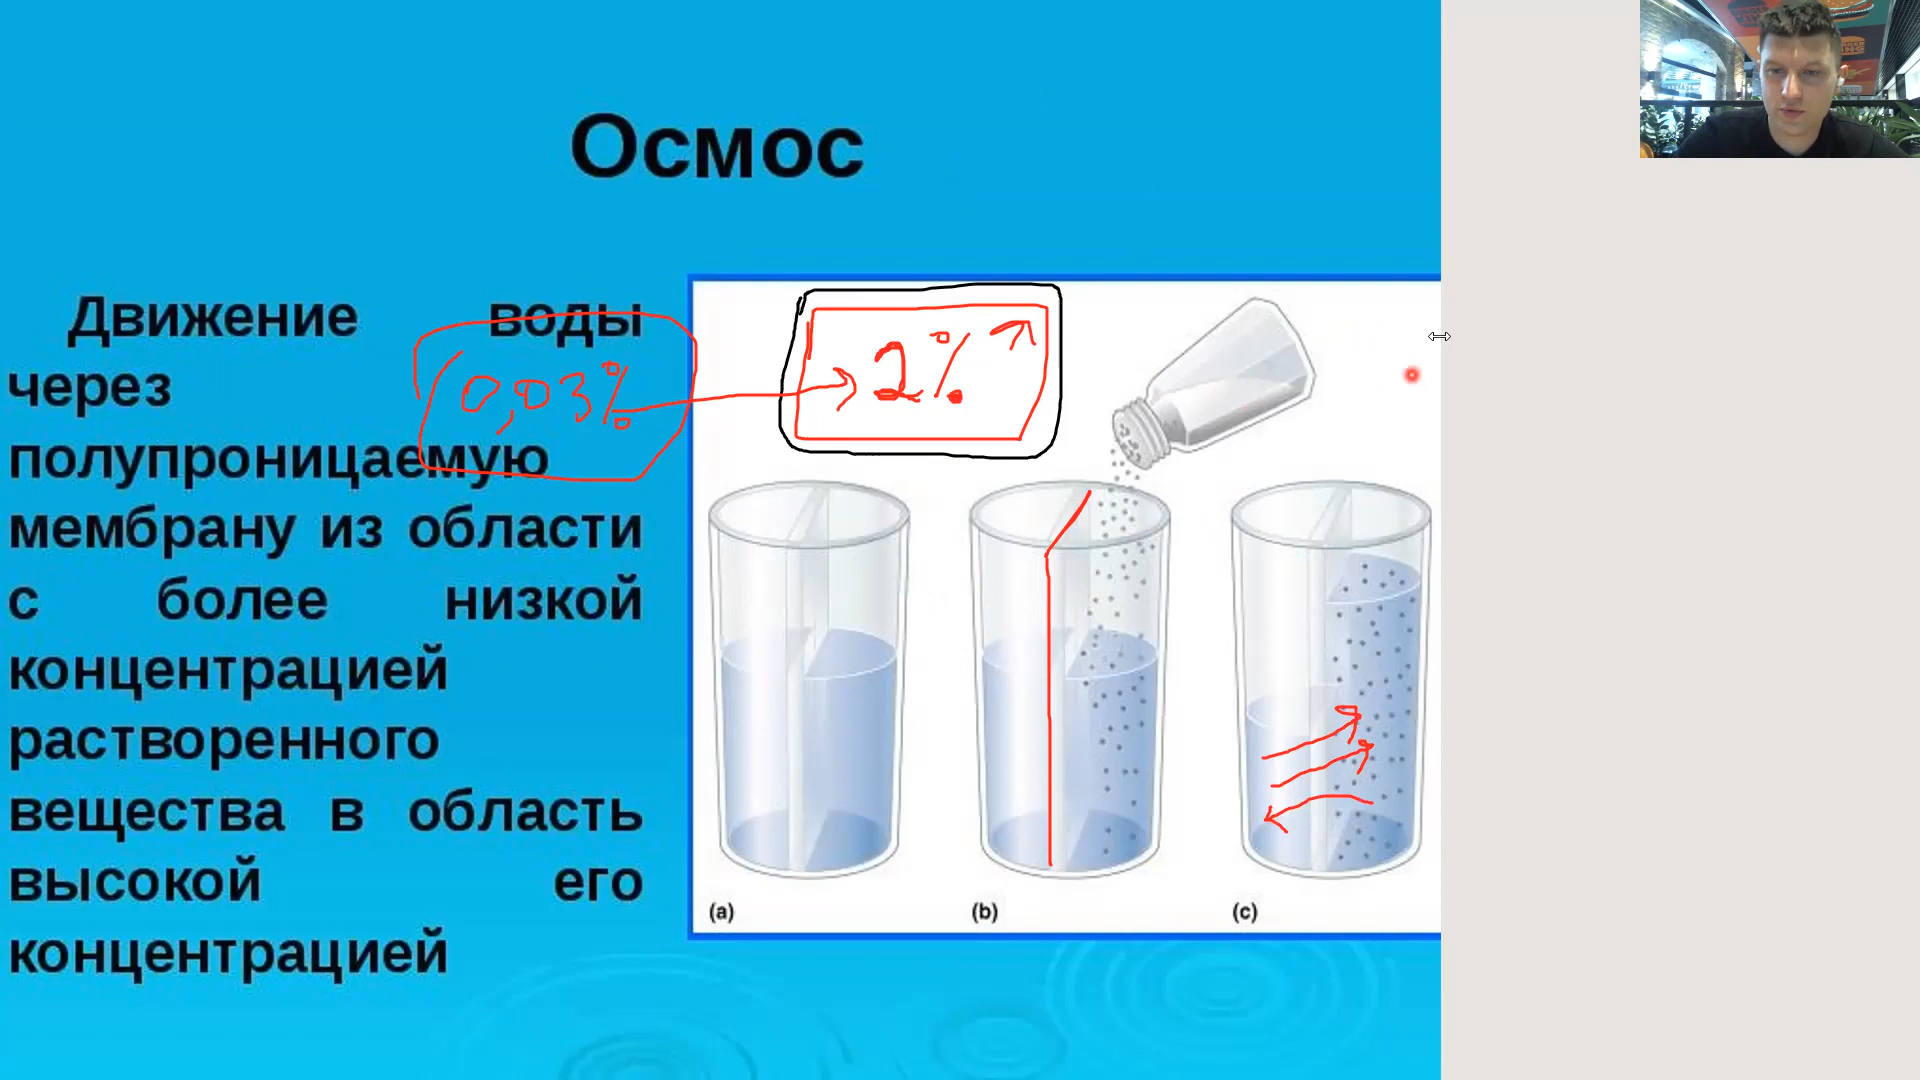 Осмос
Движение воды
через
полупроницаемую
мембрану из области
с более низкой
концентрацией
растворенного
вещества в область
высокой его
концентрацией
0,03%
2%
(a)
(b)
(c)